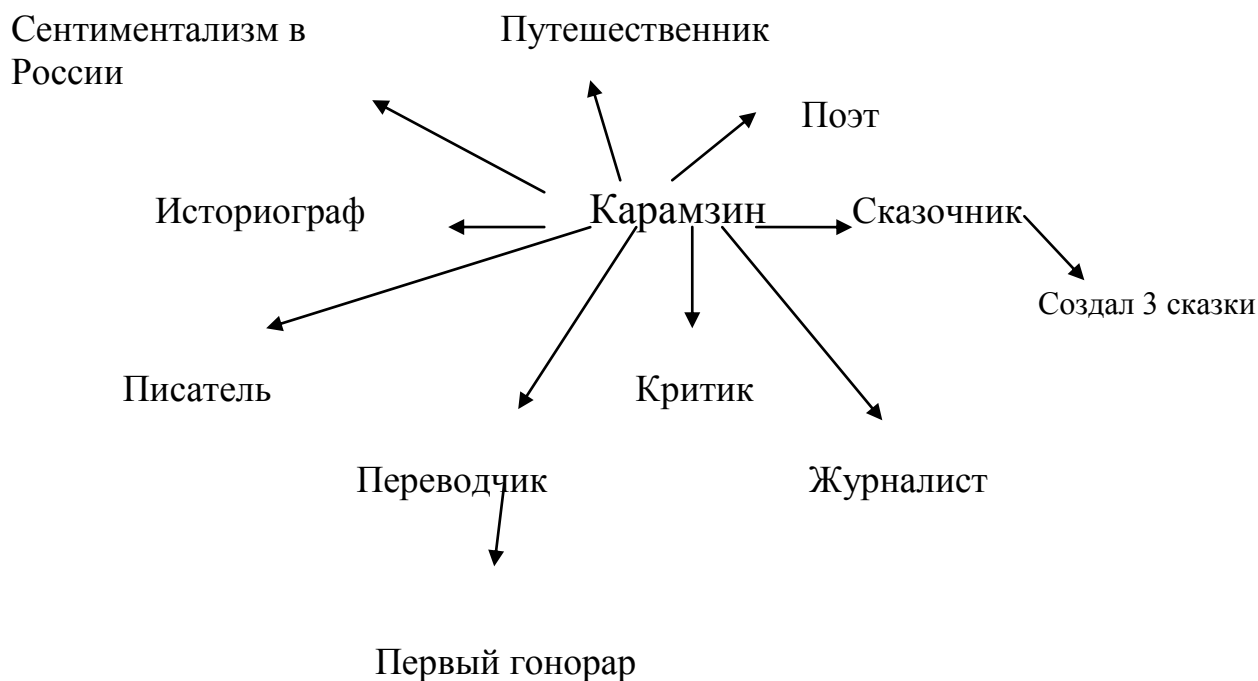 Сентиментализм в
России
Путешественник
Поэт
Историограф
Карамзин
Сказочник
Создал 3 сказки
Писатель
Критик
Переводчик
Журналист
Первый гонорар